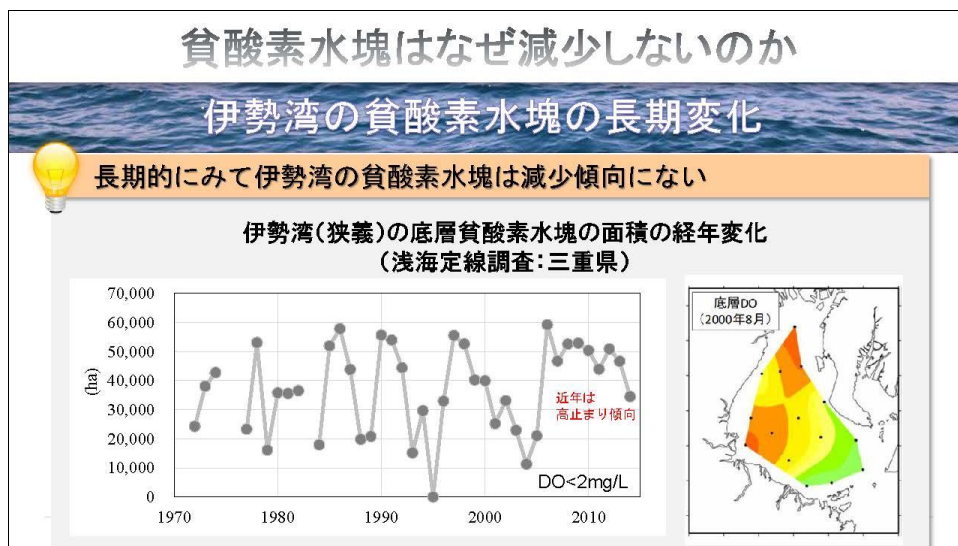 貧酸素水塊はなぜ減少しないのか
伊勢湾の貧酸素水塊の長期変化
長期的にみて伊勢湾の貧酸素水塊は減少傾向にない
伊勢湾(狭義)の底層貧酸素水塊の面積の経年変化
(浅海定線調査:三重県)
70,000
60,000
50,000
40,000
30,000
20,000
10,000
0
(ha)
近年は
高止まり傾向
DO<2mg/L
1970
1980
1990
2000
2010
底層DO
(2000年8月)